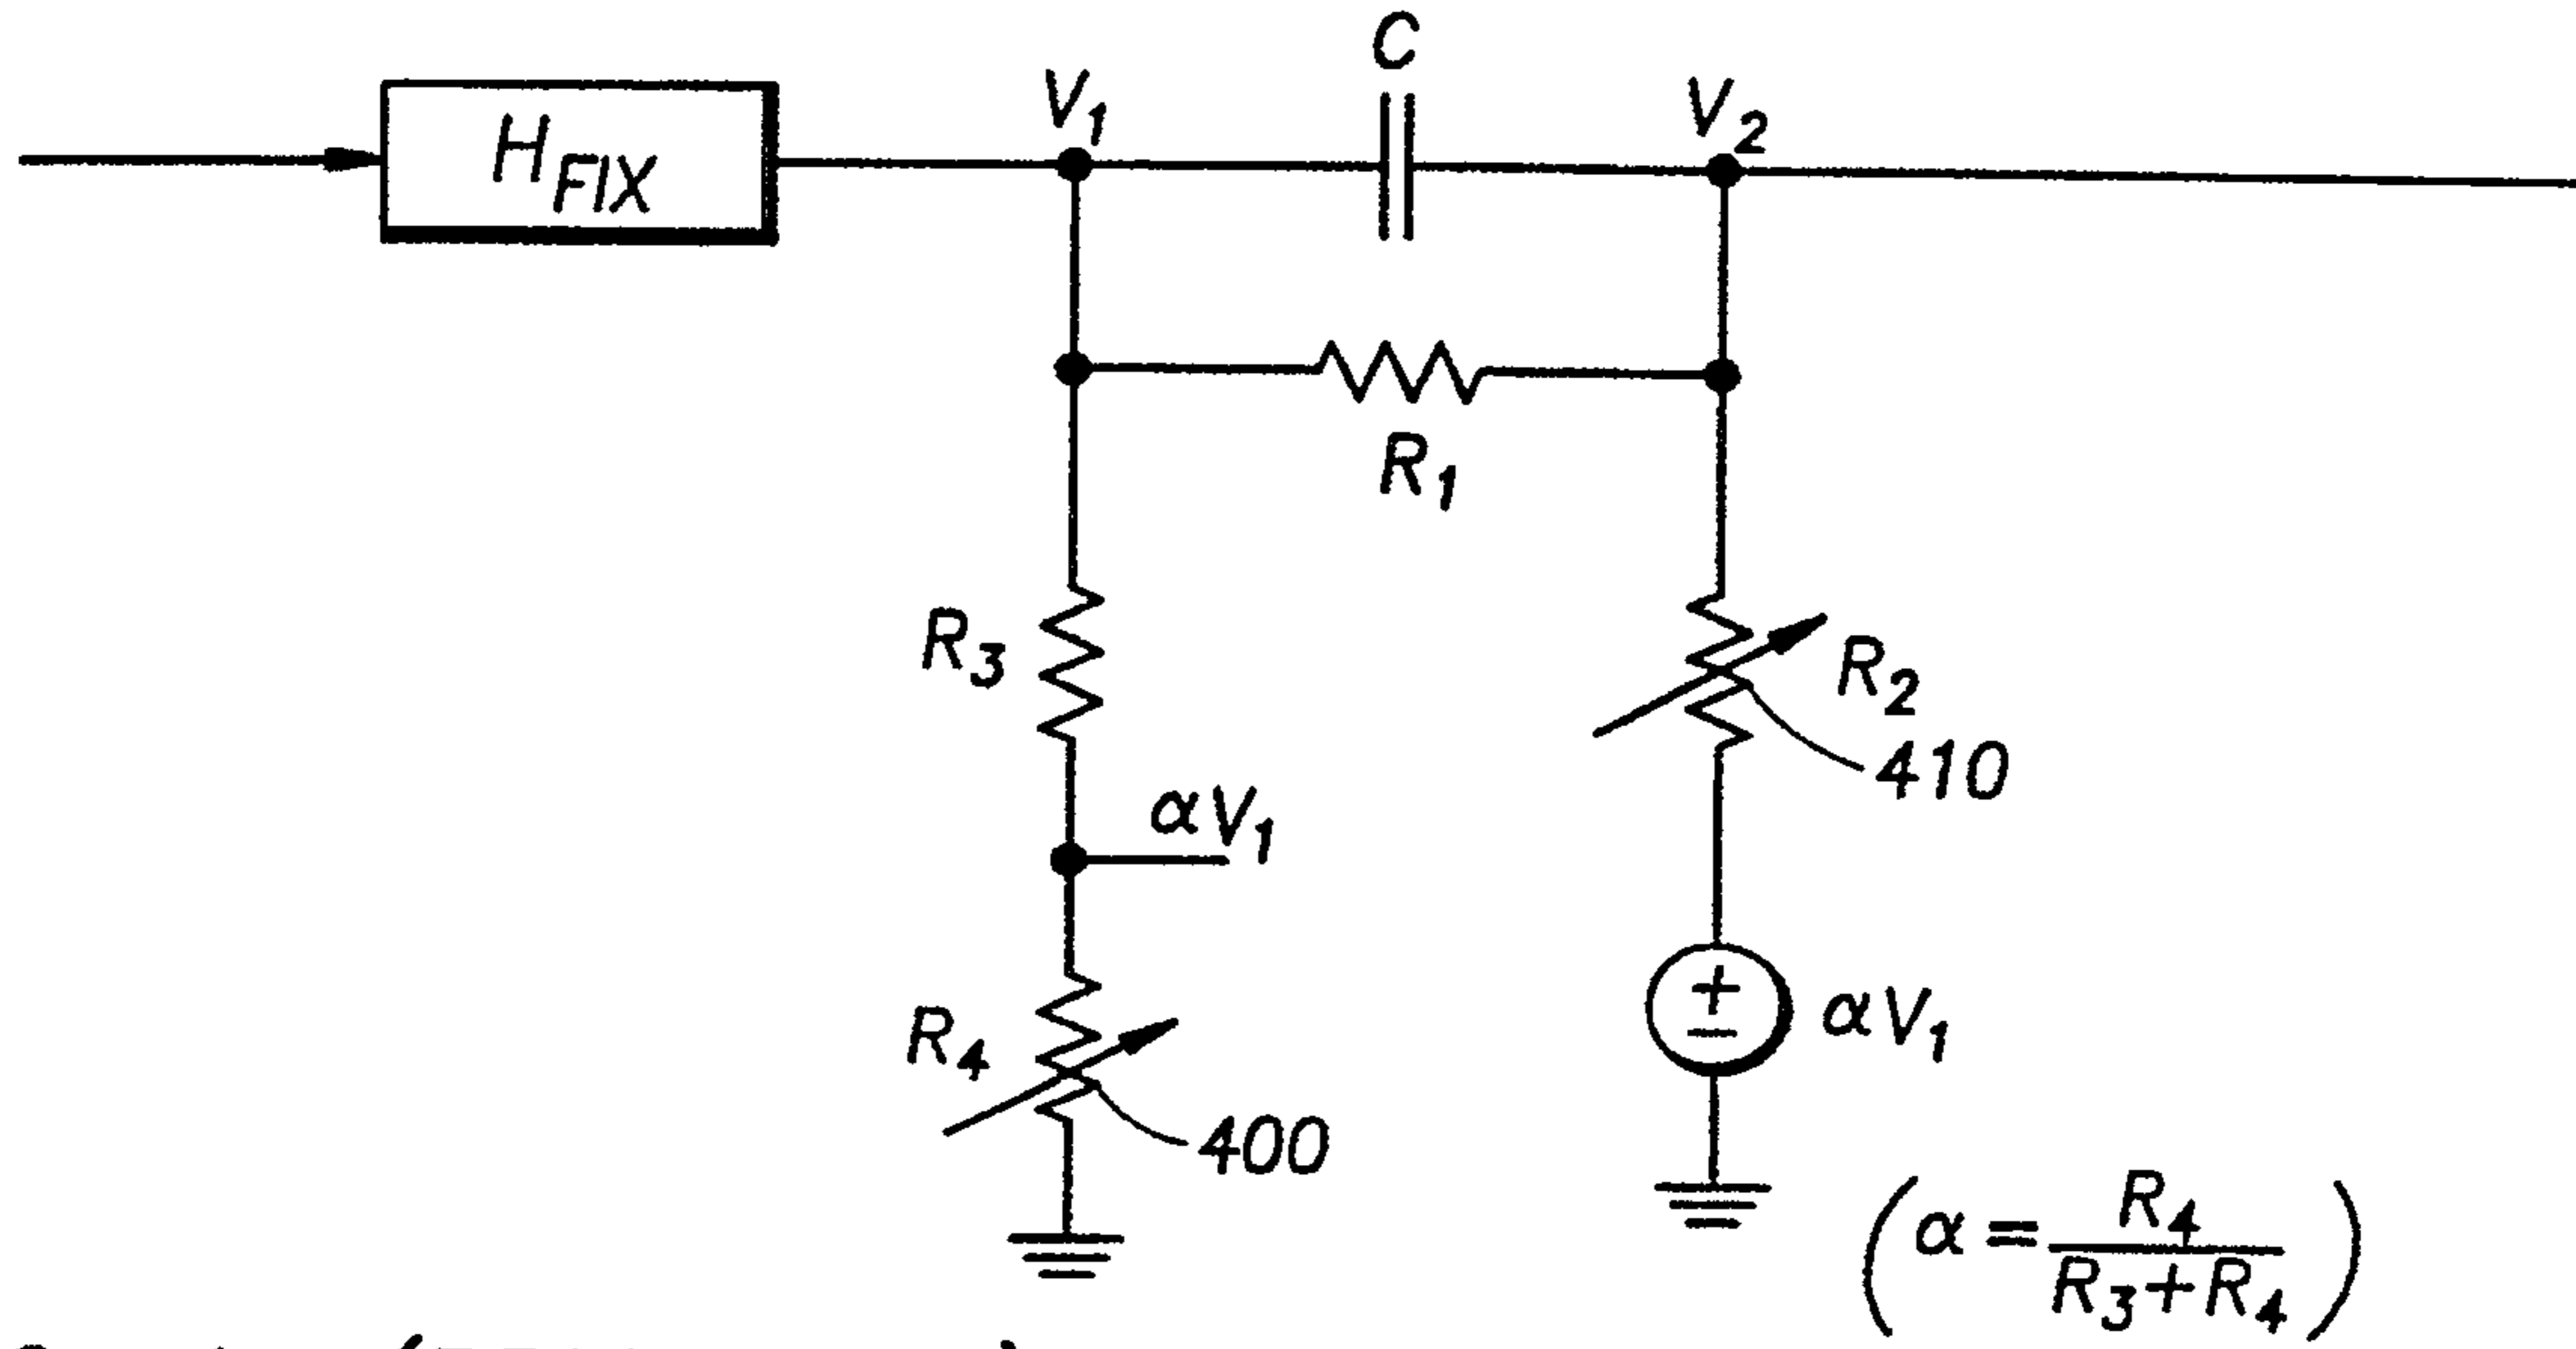 C
V₁
V₂
H_FIX
R₁
R₃
R₂
410
αV₁
R₄
400
+
−
αV₁
(α = R₄ / (R₃ + R₄))